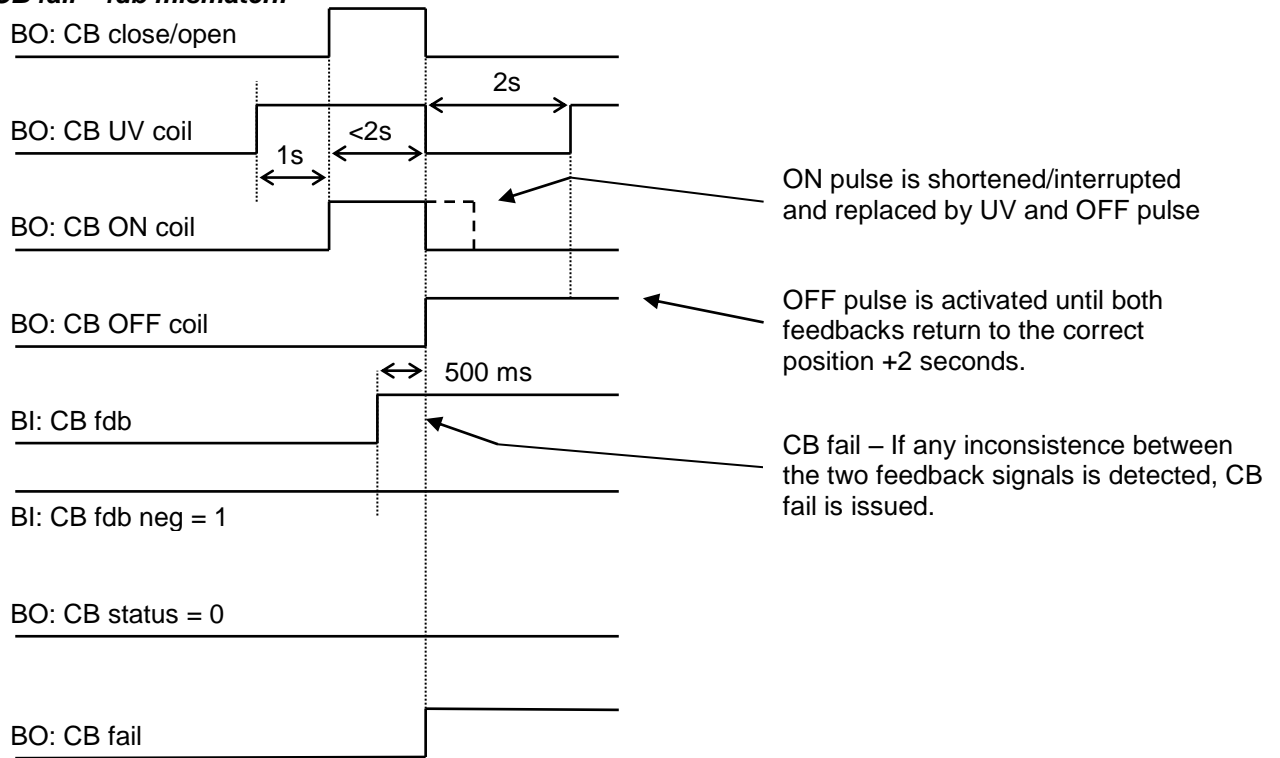 CB fail – fdb mismatch:
BO: CB close/open
2s
BO: CB UV coil
<2s
1s
ON pulse is shortened/interrupted
and replaced by UV and OFF pulse
BO: CB ON coil
OFF pulse is activated until both
feedbacks return to the correct
position +2 seconds.
BO: CB OFF coil
500 ms
BI: CB fdb
CB fail – If any inconsistence between
the two feedback signals is detected, CB
fail is issued.
BI: CB fdb neg = 1
BO: CB status = 0
BO: CB fail